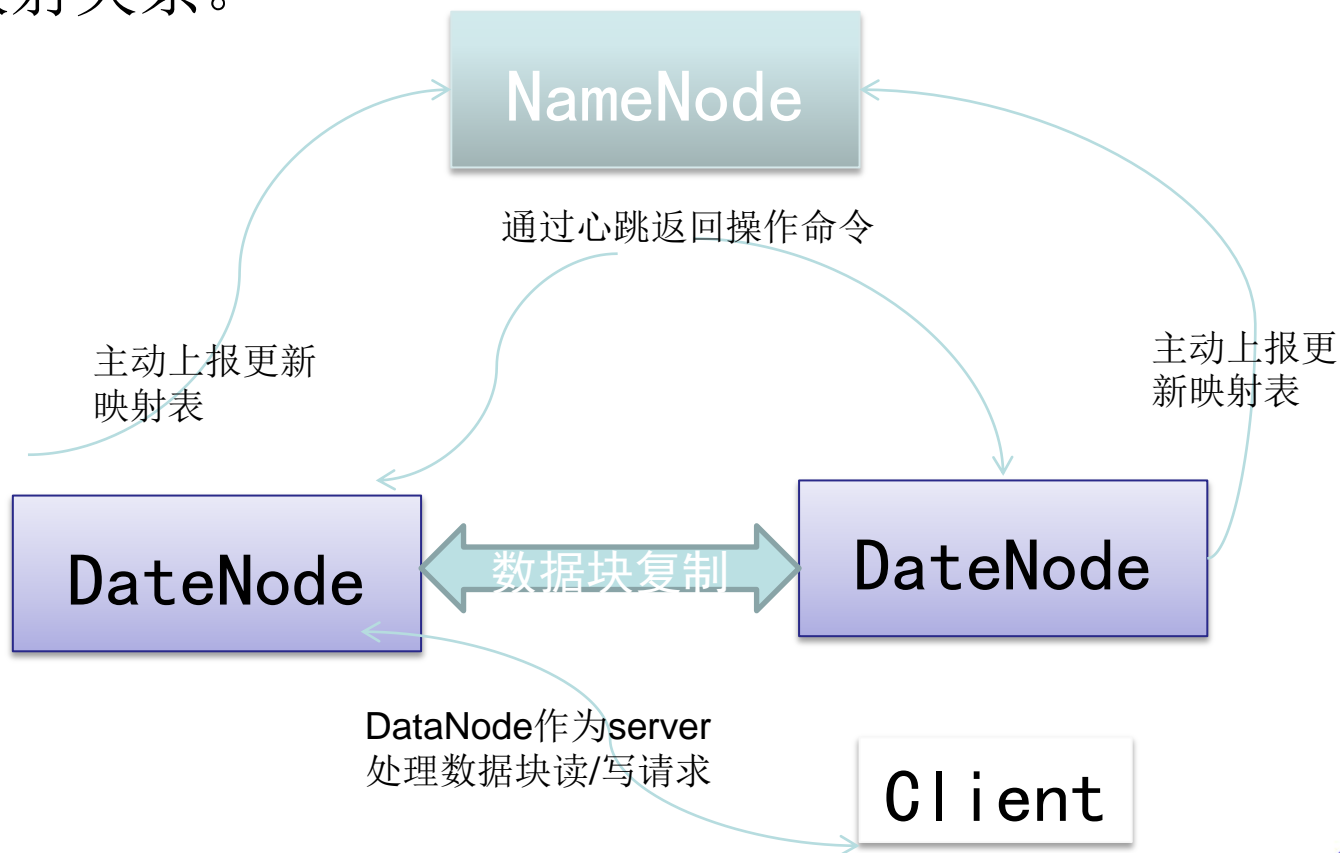 射关系。
NameNode
通过心跳返回操作命令
主动上报更新
映射表
主动上报更
新映射表
DateNode
数据块复制
DateNode
DataNode作为server
处理数据块读/写请求
Client